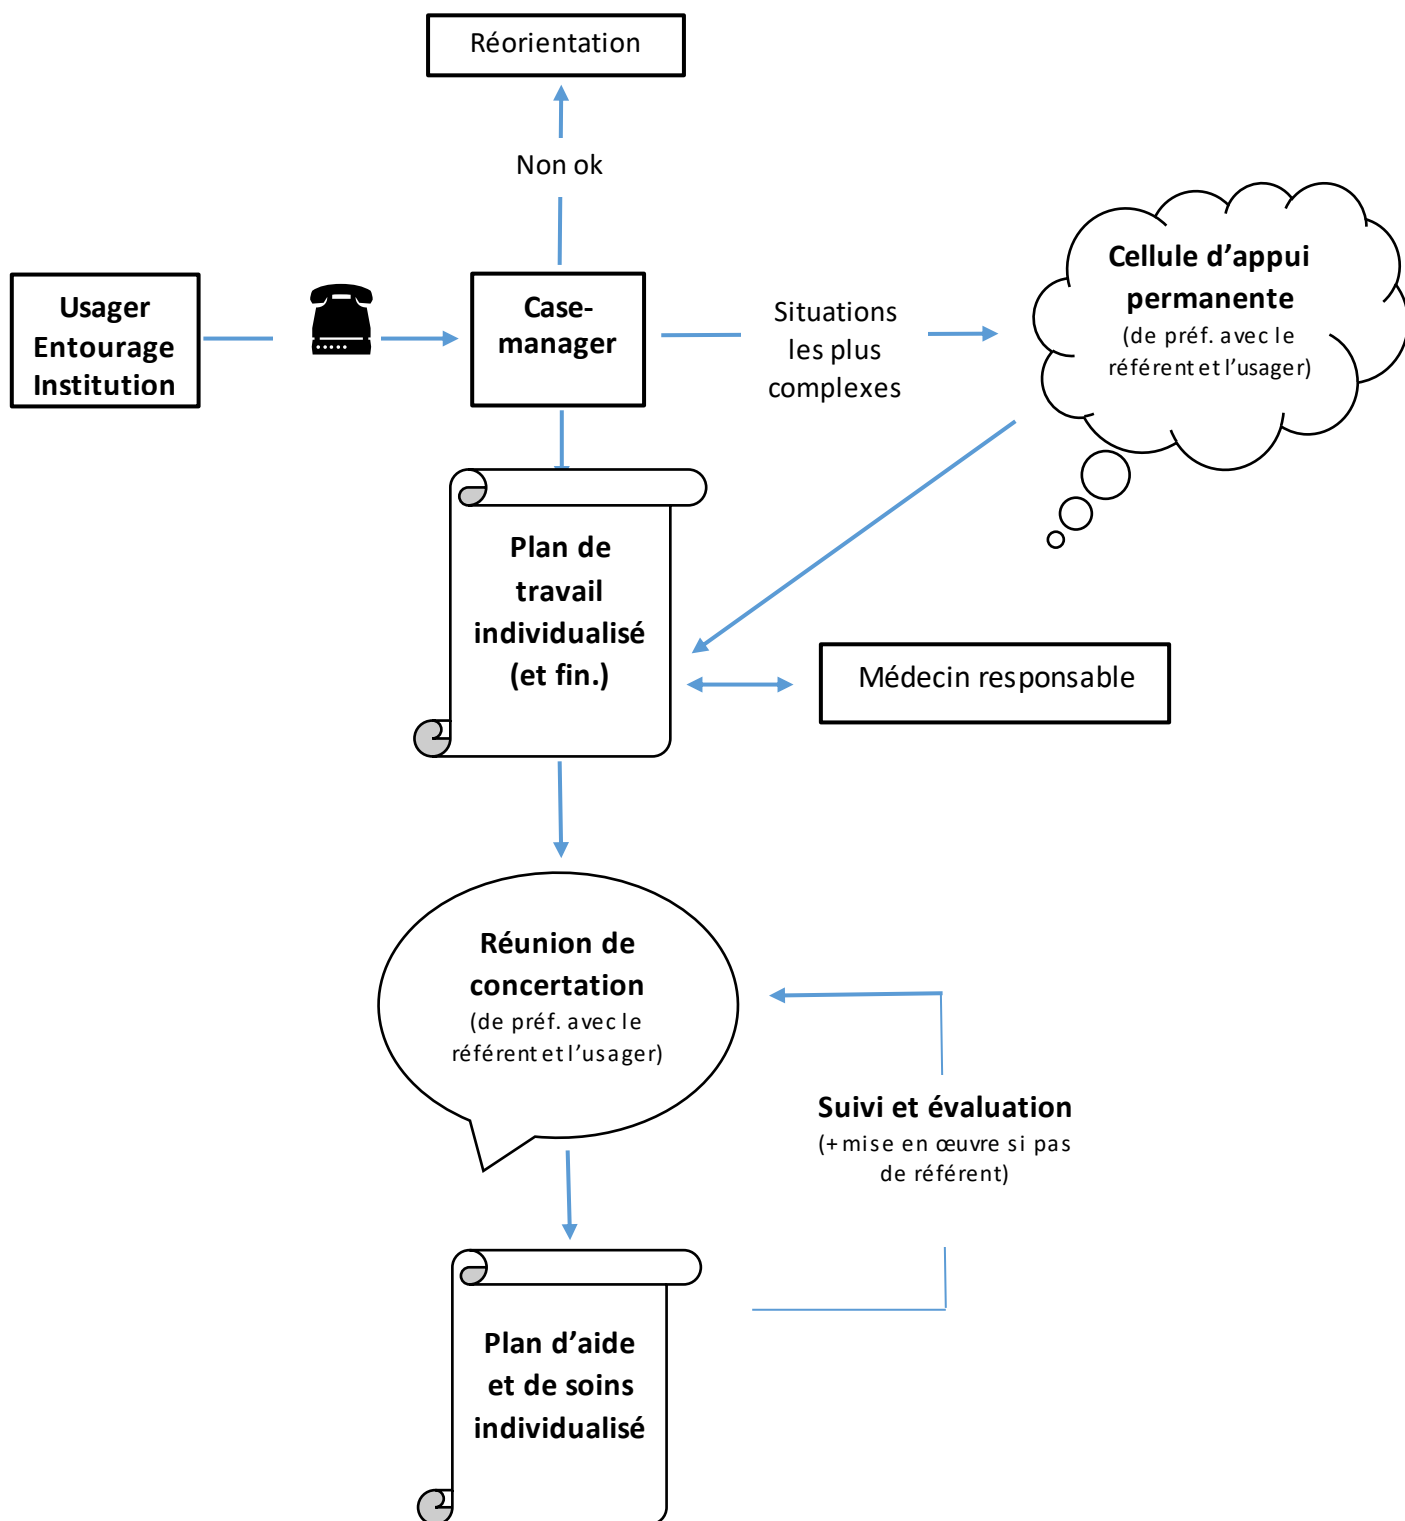 Réorientation
Non ok
Usager
Entourage
Institution
Case-
manager
Situations
les plus
complexes
Cellule d’appui
permanente
(de préf. avec le
référent et l’usager)
Plan de
travail
individualisé
(et fin.)
Médecin responsable
Réunion de
concertation
(de préf. avec le
référent et l’usager)
Suivi et évaluation
(+ mise en œuvre si pas
de référent)
Plan d’aide
et de soins
individualisé